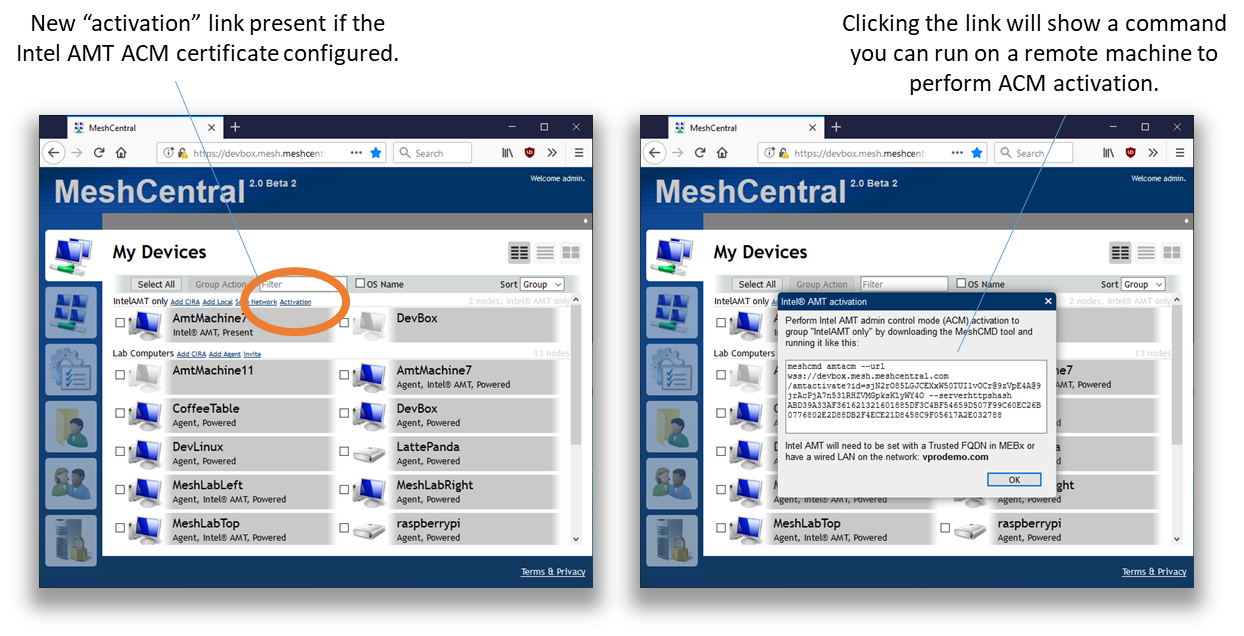 New “activation” link present if the
Intel AMT ACM certificate configured.
Clicking the link will show a command
you can run on a remote machine to
perform ACM activation.
MeshCentral
https://devbox.mesh.meshcent
Search
MeshCentral 2.0 Beta 2
Welcome admin.
My Devices
Select All Group Action Filter OS Name Sort Group
IntelAMT only Add CIRA Add Local Network Activation 2 nodes, Intel® AMT only
AmtMachine7
Intel® AMT, Present
DevBox
Lab Computers Add CIRA Add Agent Invite 13 nodes
AmtMachine11
AmtMachine7
Agent, Intel® AMT, Powered
CoffeeTable
Agent, Powered
DevBox
Agent, Intel® AMT, Powered
DevLinux
Agent, Powered
LattePanda
Agent, Powered
MeshLabLeft
Agent, Intel® AMT, Powered
MeshLabRight
Agent, Intel® AMT, Powered
MeshLabTop
Agent, Intel® AMT, Powered
raspberrypi
Agent, Powered
Terms & Privacy
MeshCentral
https://devbox.mesh.meshcent
Search
MeshCentral 2.0 Beta 2
Welcome admin.
My Devices
Select All Group Action Filter OS Name Sort Group
IntelAMT only 2 nodes, Intel® AMT only
Intel® AMT activation
Perform Intel AMT admin control mode (ACM) activation to
group "IntelAMT only" by downloading the MeshCMD tool and
running it like this:
meshcmd amtacm --url
wss://devbox.mesh.meshcentral.com
--serverhttpshash
Intel AMT will need to be set with a Trusted FQDN in MEBx or
have a wired LAN on the network: vprodemo.com
OK
Lab Computers 13 nodes
Powered
Agent, Intel® AMT, Powered
MeshLabTop
Agent, Intel® AMT, Powered
raspberrypi
Agent, Powered
Terms & Privacy